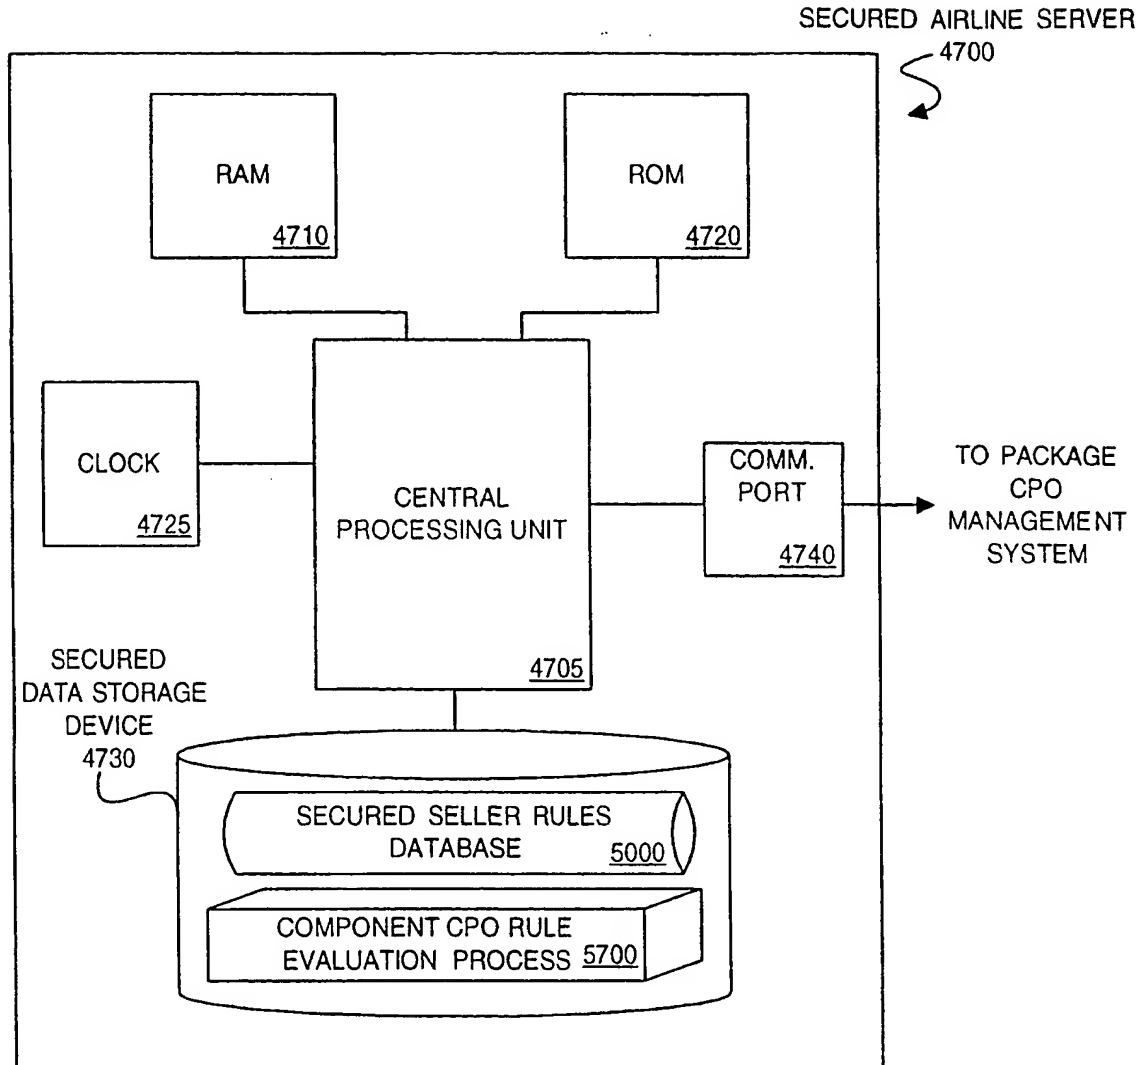 SECURED AIRLINE SERVER
4700
RAM
4710
ROM
4720
CLOCK
4725
CENTRAL
PROCESSING UNIT
4705
COMM.
PORT
4740
TO PACKAGE
CPO
MANAGEMENT
SYSTEM
SECURED
DATA STORAGE
DEVICE
4730
SECURED SELLER RULES
DATABASE 5000
COMPONENT CPO RULE
EVALUATION PROCESS 5700